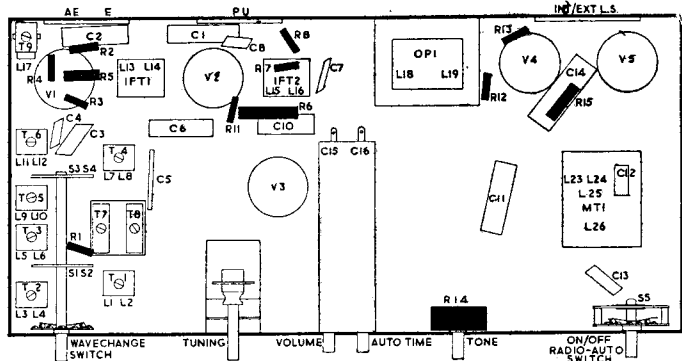 AE E PU INT/EXT L.S.
T9 C2 R2 C1 C8 R8 R13
L17 R4 R5 L13 L14 IFT1 V2 R7 IFT2 L15 L16 C7 OP1 L18 L19 V4 V5 C14
V1 R3 R11 R6 R12 R15
C4 C3 C6 C10
T6 L11 L12 T4 L7 L8 C15 C16
S3 S4 C5 V3 C11 L23 L24 C12
T5 L9 L10 L25 MT1
T3 T7 T8 L26
L5 L6 R1
S1 S2 T1 C13
T2 L3 L4 L1 L2 R14 S5
WAVECHANGE SWITCH TUNING VOLUME AUTO TIME TONE ON/OFF RADIO-AUTO SWITCH